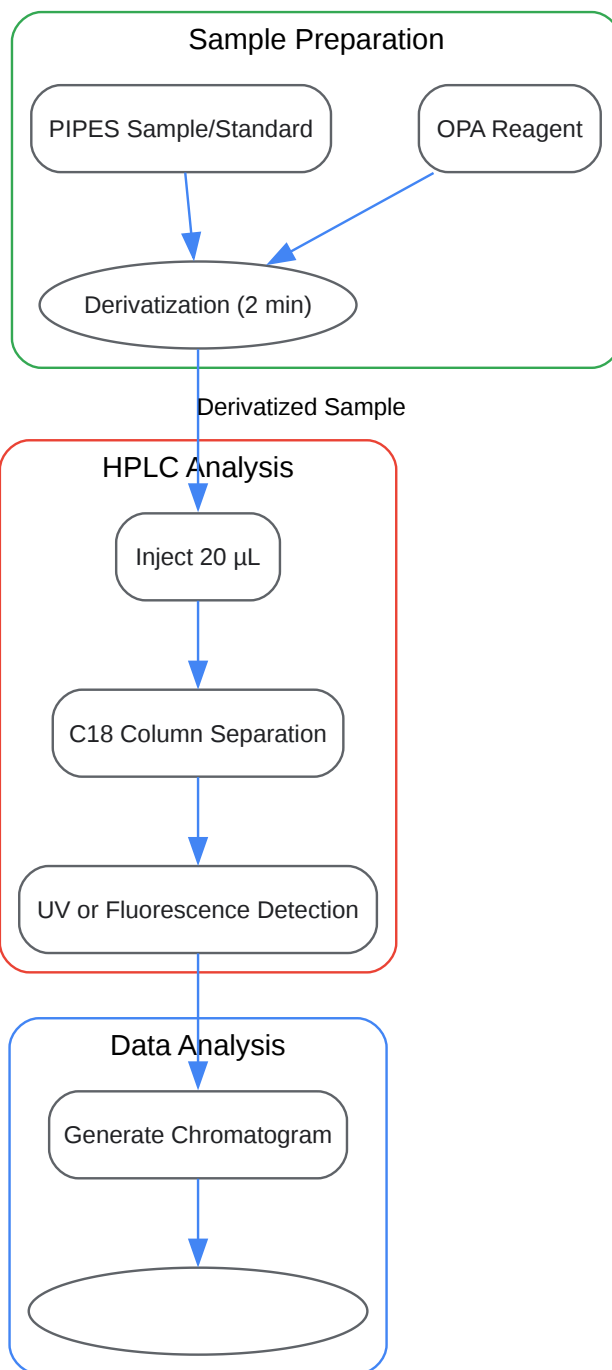 Sample Preparation
PIPES Sample/Standard
OPA Reagent
Derivatization (2 min)
Derivatized Sample
HPLC Analysis
Inject 20 µL
C18 Column Separation
UV or Fluorescence Detection
Data Analysis
Generate Chromatogram